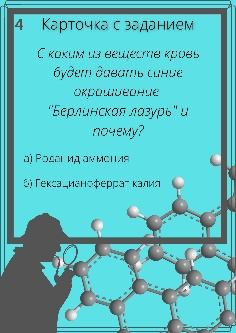 4 Карточка с заданием
С каким из веществ кровь
будет давать синие
окрашивание
"Берлинская лазурь" и
почему?
а) Роданид аммония
б) Гексацианоферрат калия